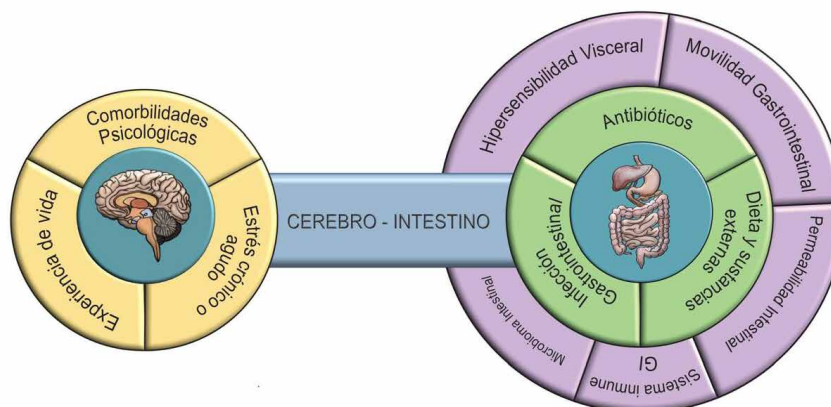 Comorbilidades
Psicológicas
Experiencia de vida
Estrés crónico o
agudo
CEREBRO - INTESTINO
Hipersensibilidad Visceral
Movilidad Gastrointestinal
Permeabilidad Intestinal
Sistema inmune
GI
Microbioma Intestinal
Antibióticos
Dieta y sustancias
externas
Infección
Gastrointestinal